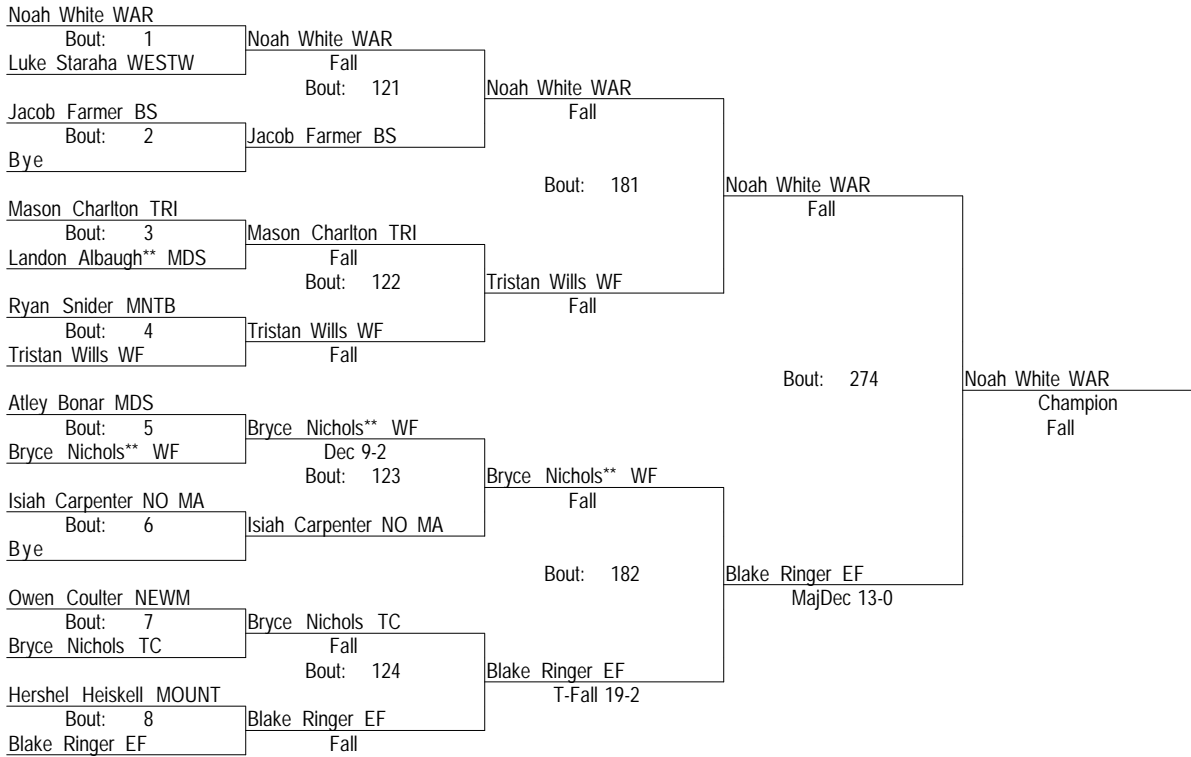 Noah White WAR
Bout: 1
Luke Staraha WESTW
Noah White WAR
Fall
Bout: 121
Jacob Farmer BS
Bout: 2
Bye
Jacob Farmer BS
Noah White WAR
Fall
Bout: 181
Mason Charlton TRI
Bout: 3
Landon Albaugh** MDS
Mason Charlton TRI
Fall
Bout: 122
Ryan Snider MNTB
Bout: 4
Tristan Wills WF
Tristan Wills WF
Fall
Tristan Wills WF
Fall
Noah White WAR
Fall
Bout: 274
Atley Bonar MDS
Bout: 5
Bryce Nichols** WF
Bryce Nichols** WF
Dec 9-2
Bout: 123
Isiah Carpenter NO MA
Bout: 6
Bye
Isiah Carpenter NO MA
Bryce Nichols** WF
Fall
Bout: 182
Owen Coulter NEWM
Bout: 7
Bryce Nichols TC
Bryce Nichols TC
Fall
Bout: 124
Hershel Heiskell MOUNT
Bout: 8
Blake Ringer EF
Blake Ringer EF
Fall
Blake Ringer EF
T-Fall 19-2
Blake Ringer EF
MajDec 13-0
Noah White WAR
Champion
Fall